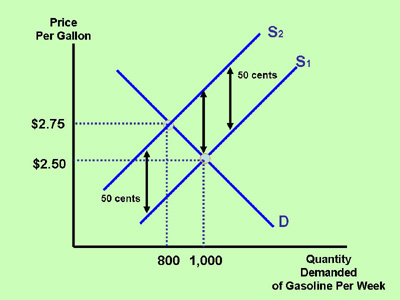 Price
Per Gallon
S2
S1
50 cents
$2.75
$2.50
50 cents
D
800 1,000
Quantity
Demanded
of Gasoline Per Week